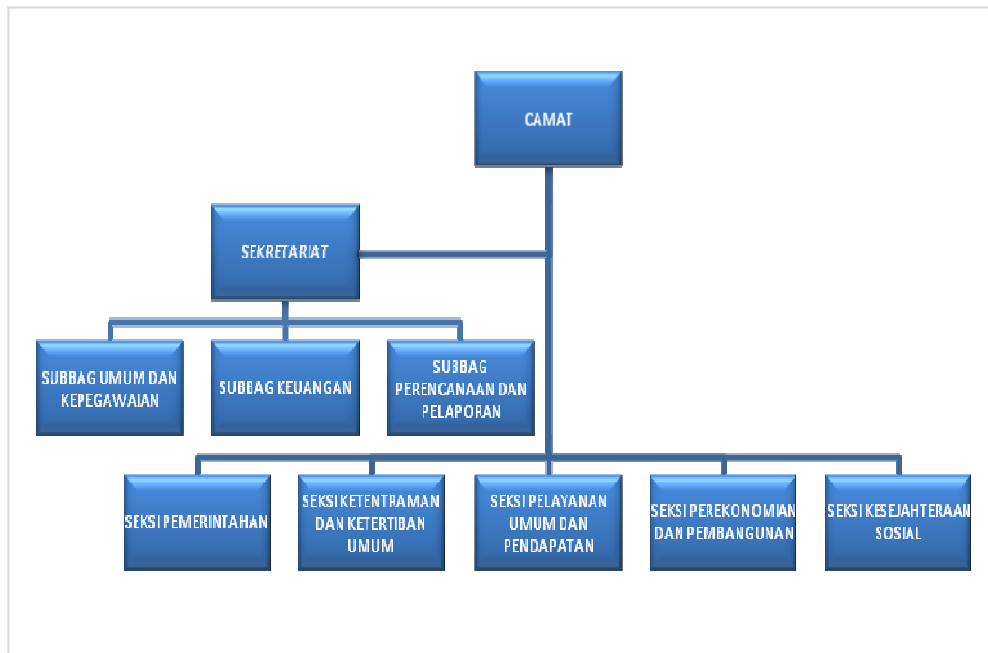 CAMAT
SEKRETARIAT
SUBBAG UMUM DAN
KEPEGAWAIAN
SUBBAG KEUANGAN
SUBBAG
PERENCANAAN DAN
PELAPORAN
SEKSI PEMERINTAHAN
SEKSI KETENTRAMAN
DAN KETERTIBAN
UMUM
SEKSI PELAYANAN
UMUM DAN
PENDAPATAN
SEKSI PEREKONOMIAN
DAN PEMBANGUNAN
SEKSI KESEJAHTERAAN
SOSIAL